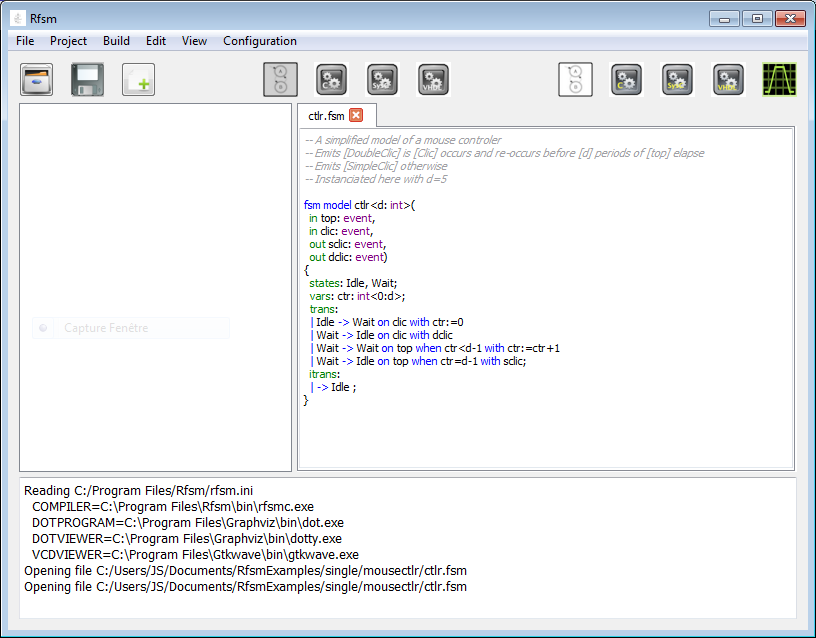 Rfsm
File Project Build Edit View Configuration
C SystC VHDL C SystC VHDL
ctlr.fsm
-- A simplified model of a mouse controler
-- Emits [DoubleClic] is [Clic] occurs and re-occurs before [d] periods of [top] elapse
-- Emits [SimpleClic] otherwise
-- Instanciated here with d=5
fsm model ctlr<d: int>(
in top: event,
in clic: event,
out sclic: event,
out dclic: event)
{
states: Idle, Wait;
vars: ctr: int<0:d>;
trans:
| Idle -> Wait on clic with ctr:=0
| Wait -> Idle on clic with dclic
| Wait -> Wait on top when ctr<d-1 with ctr:=ctr+1
| Wait -> Idle on top when ctr=d-1 with sclic;
itrans:
| -> Idle ;
}
Capture Fenêtre
Reading C:/Program Files/Rfsm/rfsm.ini
COMPILER=C:\Program Files\Rfsm\bin\rfsmc.exe
DOTPROGRAM=C:\Program Files\Graphviz\bin\dot.exe
DOTVIEWER=C:\Program Files\Graphviz\bin\dotty.exe
VCDVIEWER=C:\Program Files\Gtkwave\bin\gtkwave.exe
Opening file C:/Users/JS/Documents/RfsmExamples/single/mousectlr/ctlr.fsm
Opening file C:/Users/JS/Documents/RfsmExamples/single/mousectlr/ctlr.fsm